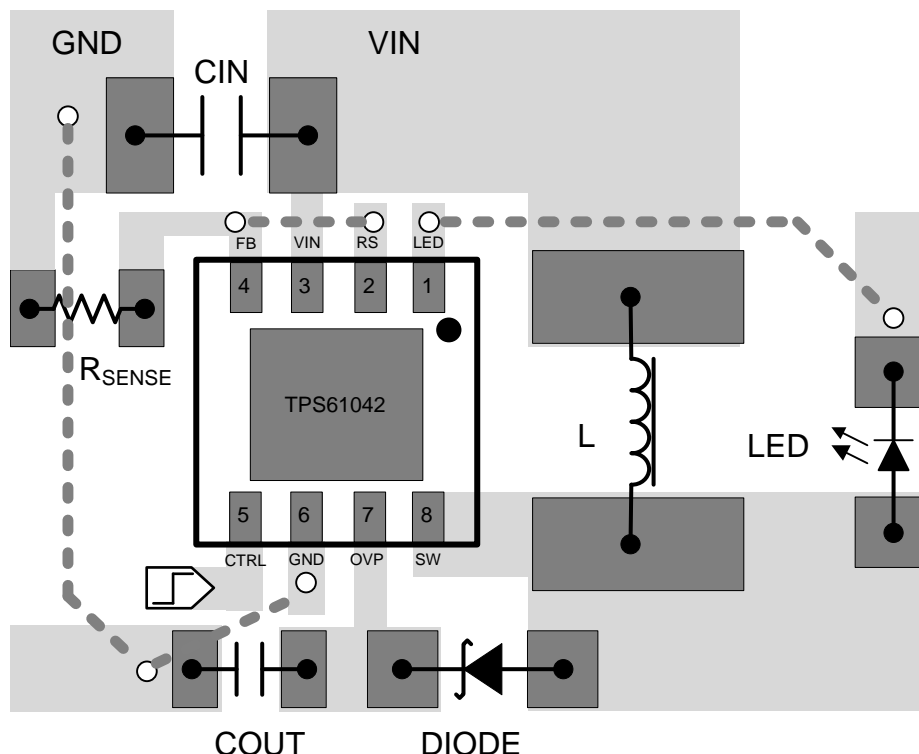 GND
VIN
CIN
FB
VIN
RS
LED
4
3
2
1
RSENSE
TPS61042
L
LED
5
6
7
8
CTRL
GND
OVP
SW
COUT
DIODE